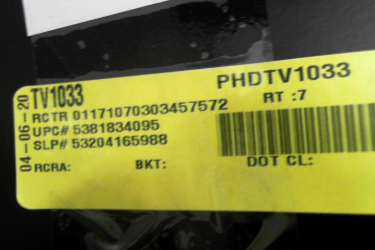 04-06-20
TV1033
PHDTV1033
RCTR 01171070303457572
RT :7
UPC# 5381834095
SLP# 53204165988
RCRA:
BKT:
DOT CL: